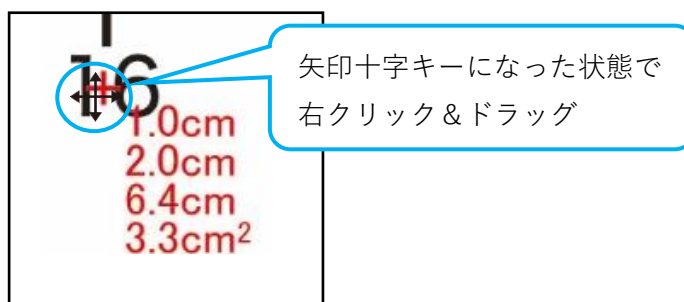 16
1.0cm
2.0cm
6.4cm
3.3cm²
矢印十字キーになった状態で
右クリック＆ドラッグ